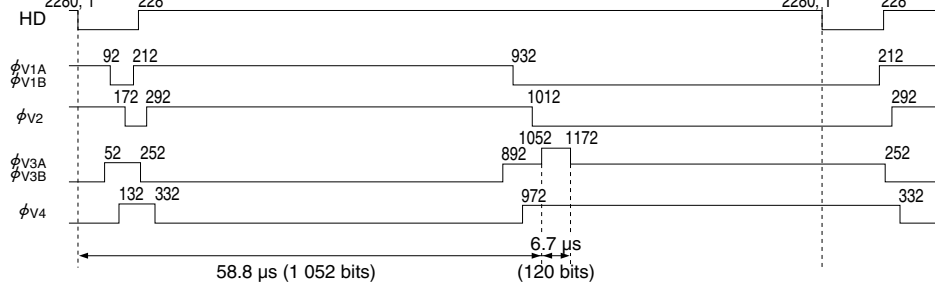 2280, 1 228 2280, 1 228
HD
92 212 932 212
ϕV1A
ϕV1B
172 292 1012 292
ϕV2
1052 1172
52 252 892 252
ϕV3A
ϕV3B
132 332 972 332
ϕV4
6.7 µs
58.8 µs (1 052 bits) (120 bits)